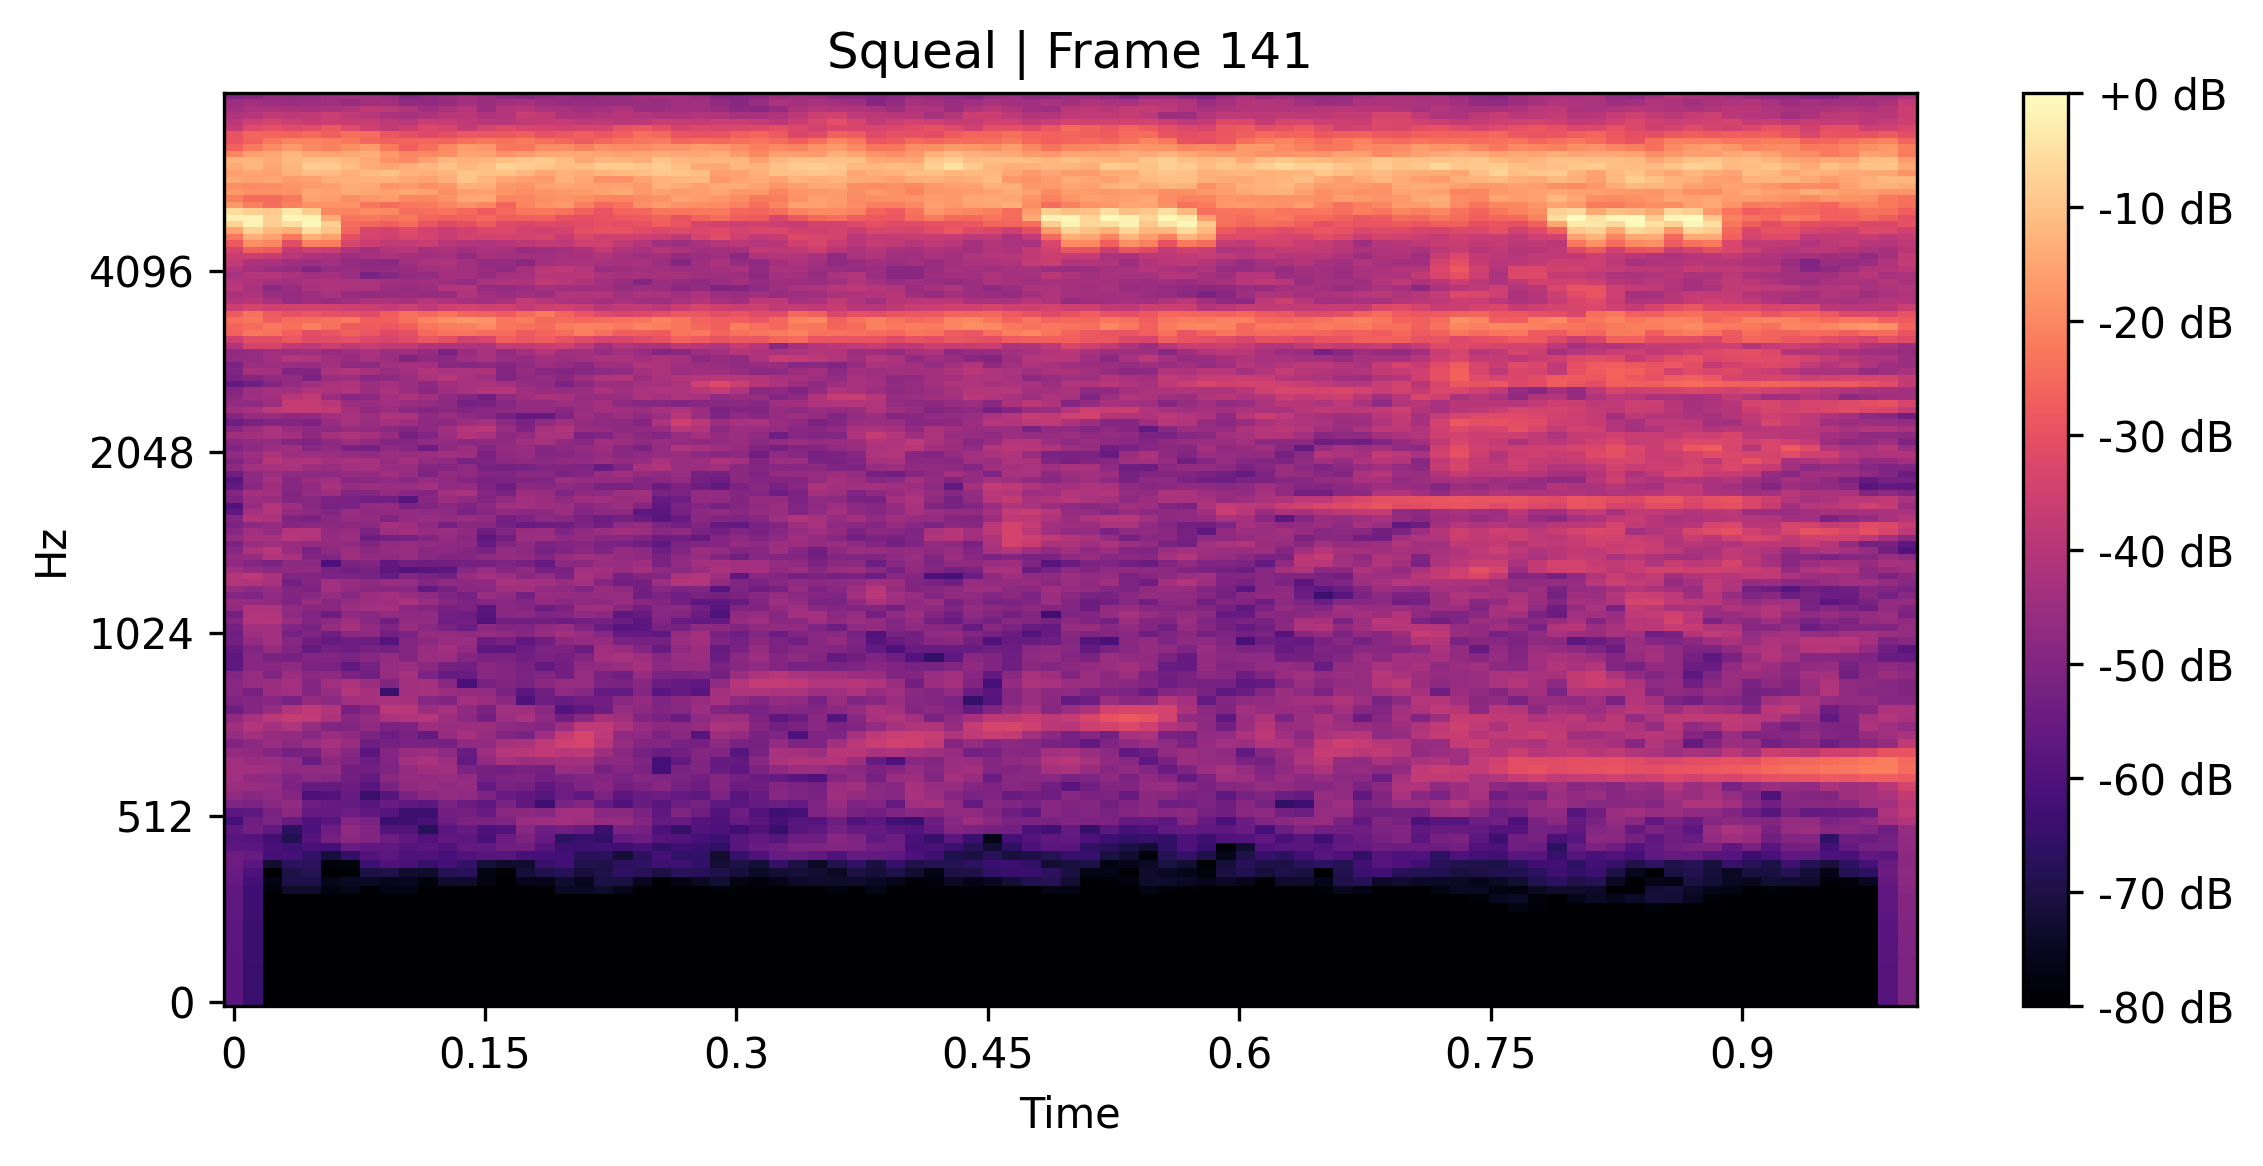 Squeal | Frame 141
+0 dB
-10 dB
-20 dB
-30 dB
-40 dB
-50 dB
-60 dB
-70 dB
-80 dB
4096
2048
1024
512
0
Hz
0 0.15 0.3 0.45 0.6 0.75 0.9
Time